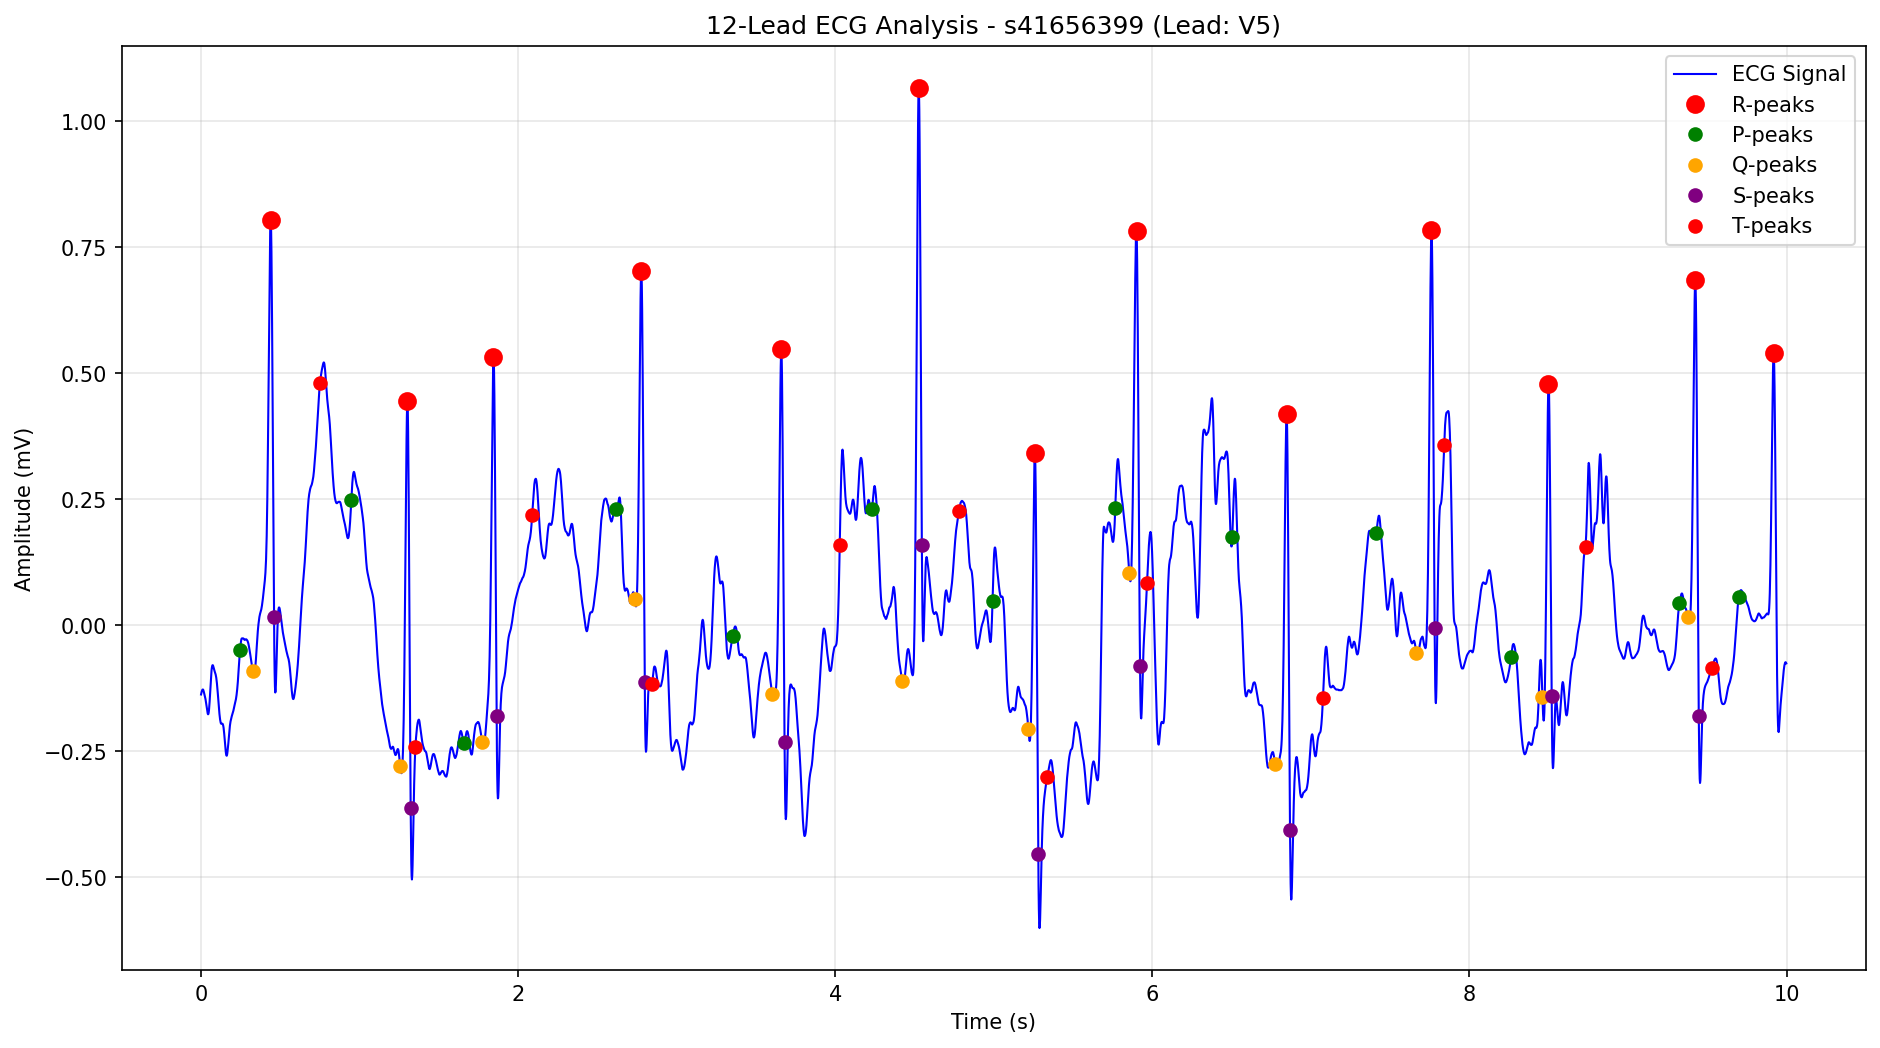 12-Lead ECG Analysis - s41656399 (Lead: V5)
ECG Signal
R-peaks
P-peaks
Q-peaks
S-peaks
T-peaks
Amplitude (mV)
1.00
0.75
0.50
0.25
0.00
−0.25
−0.50
0 2 4 6 8 10
Time (s)